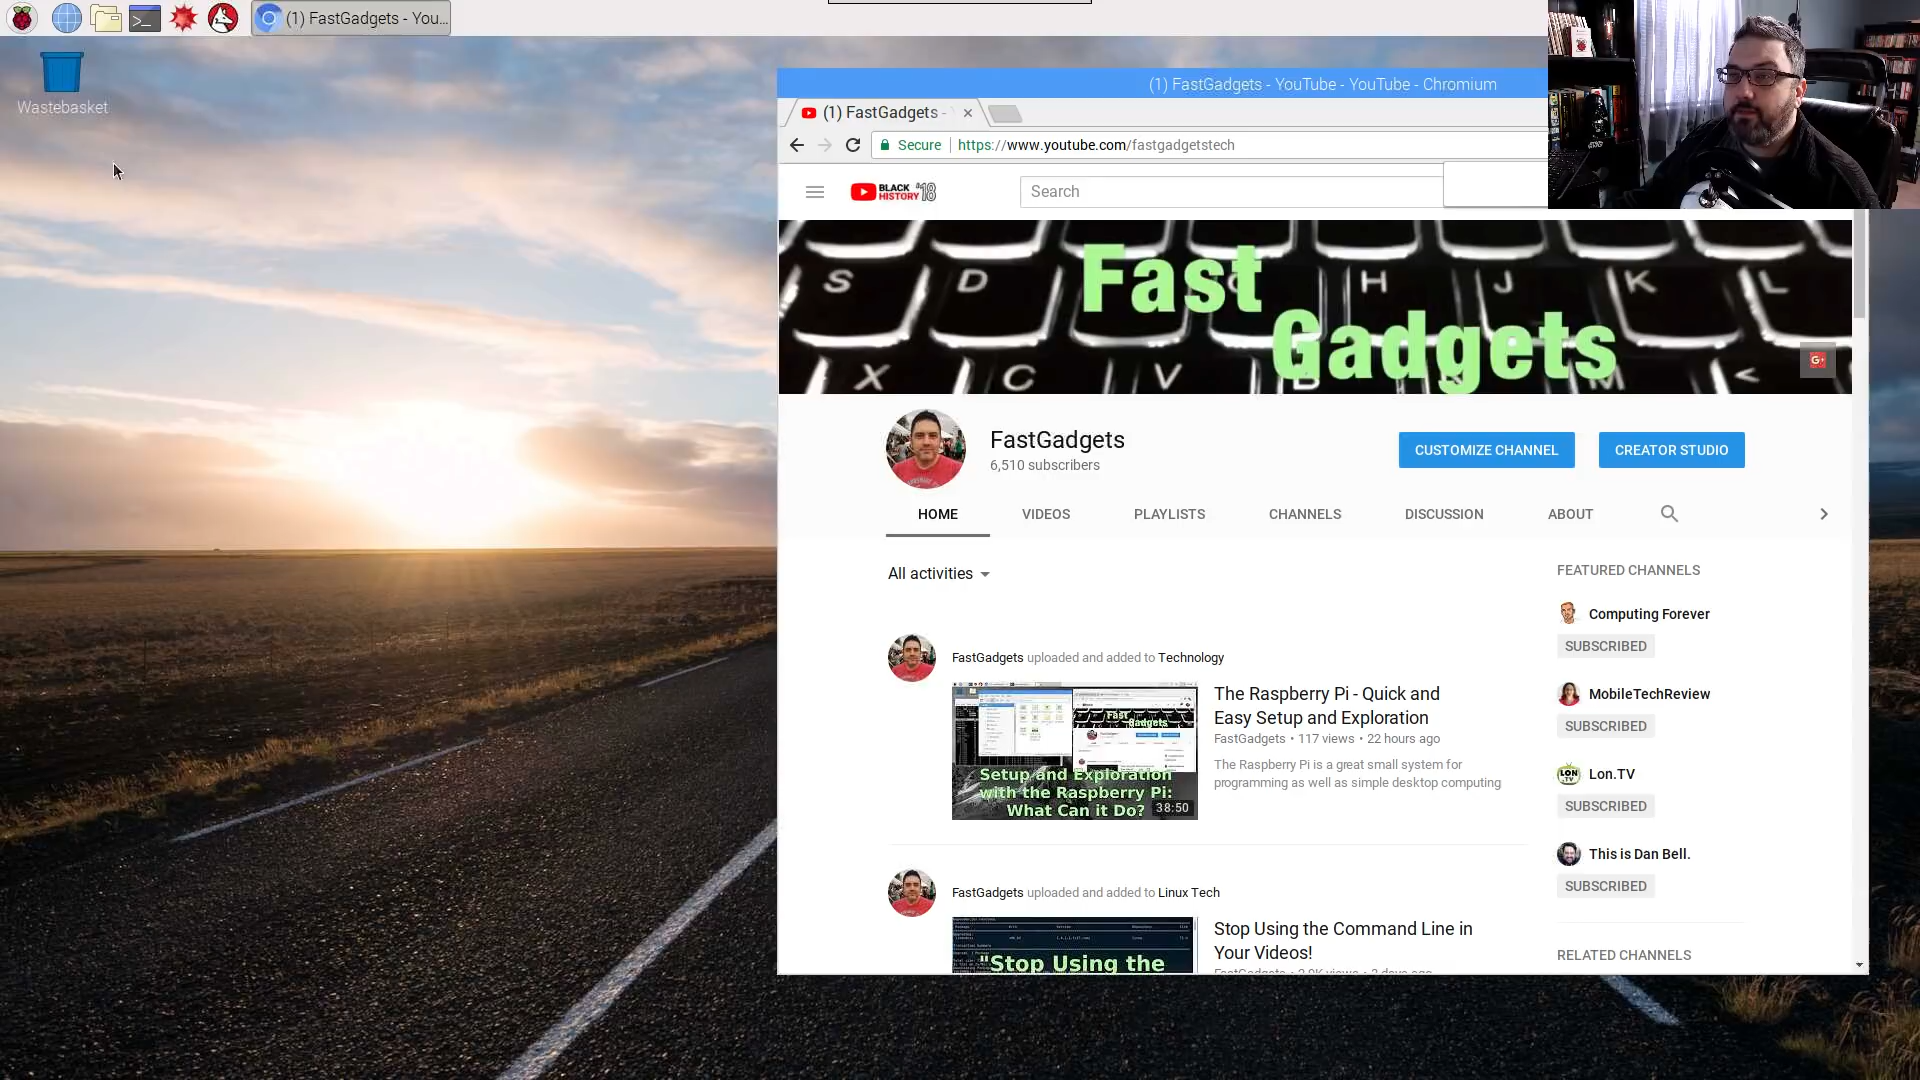 (1) FastGadgets - You...
Wastebasket
(1) FastGadgets - YouTube - YouTube - Chromium
(1) FastGadgets -
Secure https://www.youtube.com/fastgadgetstech
BLACK HISTORY '18
Search
S D H J K L
Fast
Gadgets
X C V B <
G+
FastGadgets
6,510 subscribers
CUSTOMIZE CHANNEL
CREATOR STUDIO
HOME VIDEOS PLAYLISTS CHANNELS DISCUSSION ABOUT
All activities
FastGadgets uploaded and added to Technology
Setup and Exploration
with the Raspberry Pi:
What Can it Do?
38:50
The Raspberry Pi - Quick and
Easy Setup and Exploration
FastGadgets • 117 views • 22 hours ago
The Raspberry Pi is a great small system for
programming as well as simple desktop computing
FastGadgets uploaded and added to Linux Tech
"Stop Using the
Stop Using the Command Line in
Your Videos!
FEATURED CHANNELS
Computing Forever
SUBSCRIBED
MobileTechReview
SUBSCRIBED
LON.TV
Lon.TV
SUBSCRIBED
This is Dan Bell.
SUBSCRIBED
RELATED CHANNELS